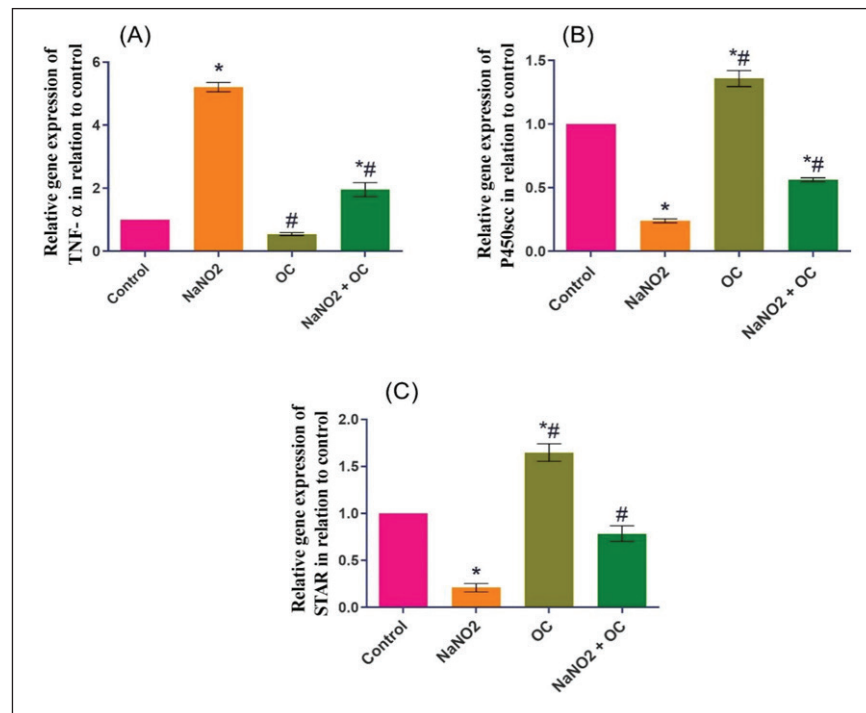 (A)
Relative gene expression of
TNF- α in relation to control
6
4
2
0
*
#
*#
Control
NaNO2
OC
NaNO2 + OC
(B)
Relative gene expression of
P450scc in relation to control
1.5
1.0
0.5
0.0
*
*#
*#
Control
NaNO2
OC
NaNO2 + OC
(C)
Relative gene expression of
STAR in relation to control
2.0
1.5
1.0
0.5
0.0
*
*#
#
Control
NaNO2
OC
NaNO2 + OC